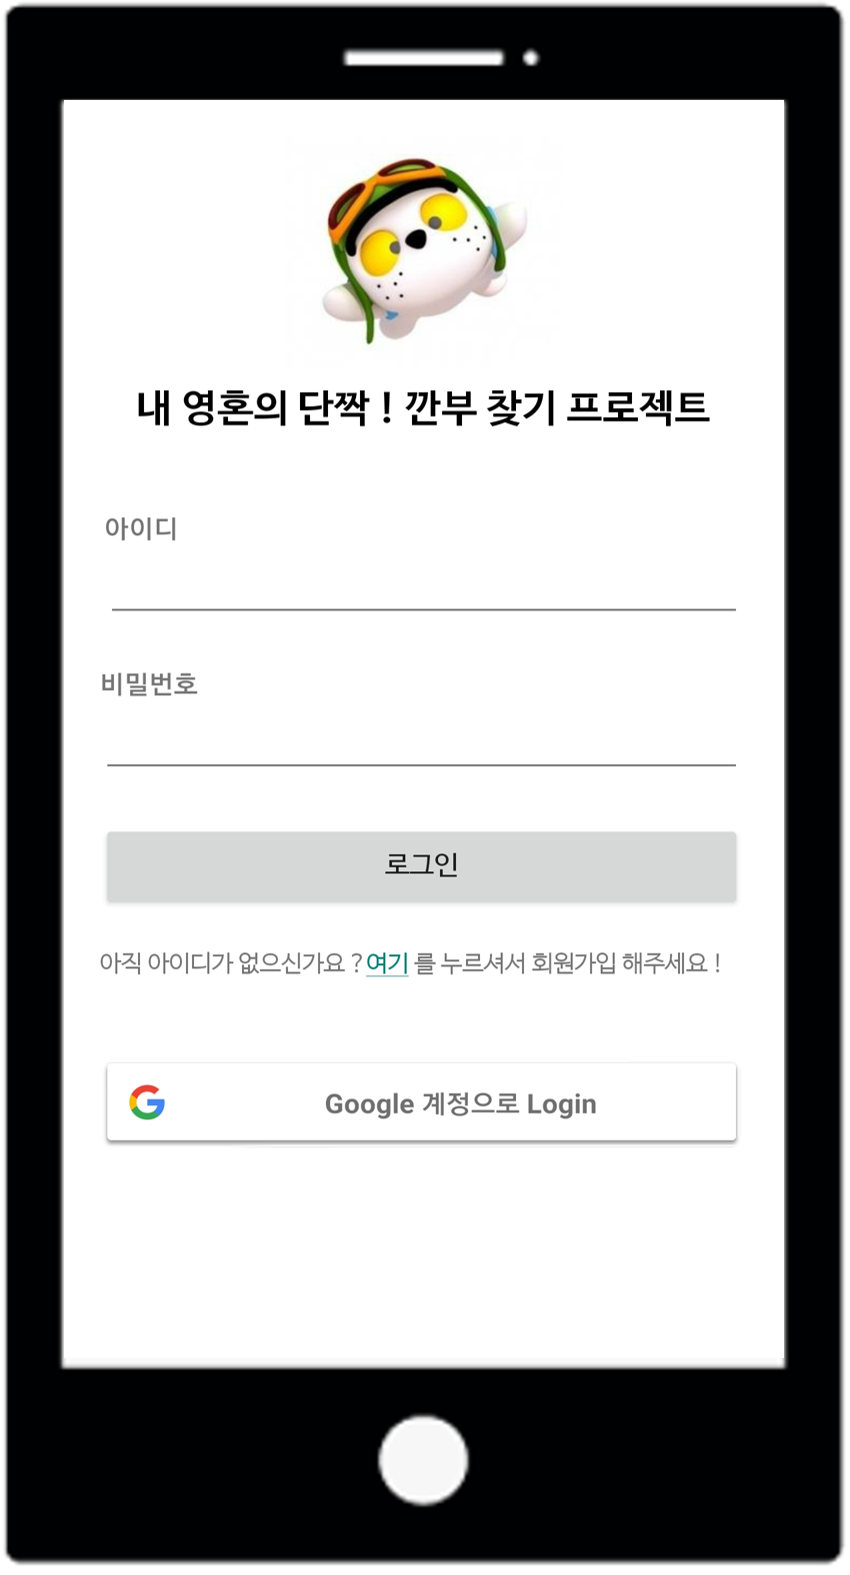 내 영혼의 단짝 ! 깐부 찾기 프로젝트
아이디
비밀번호
로그인
아직 아이디가 없으신가요 ? 여기 를 누르셔서 회원가입 해주세요 !
Google 계정으로 Login